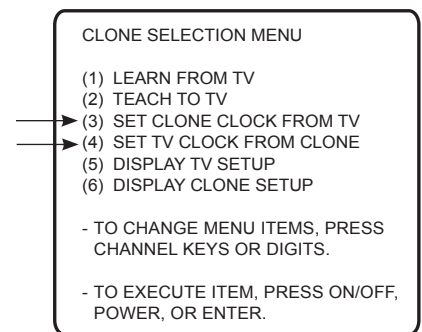 CLONE SELECTION MENU
(1) LEARN FROM TV
(2) TEACH TO TV
(3) SET CLONE CLOCK FROM TV
(4) SET TV CLOCK FROM CLONE
(5) DISPLAY TV SETUP
(6) DISPLAY CLONE SETUP
- TO CHANGE MENU ITEMS, PRESS
CHANNEL KEYS OR DIGITS.
- TO EXECUTE ITEM, PRESS ON/OFF,
POWER, OR ENTER.